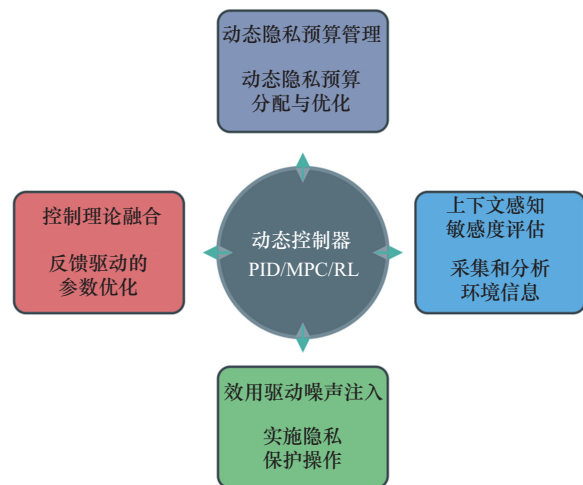 动态隐私预算管理
动态隐私预算
分配与优化
控制理论融合
反馈驱动的
参数优化
动态控制器
PID/MPC/RL
上下文感知
敏感度评估
采集和分析
环境信息
效用驱动噪声注入
实施隐私
保护操作